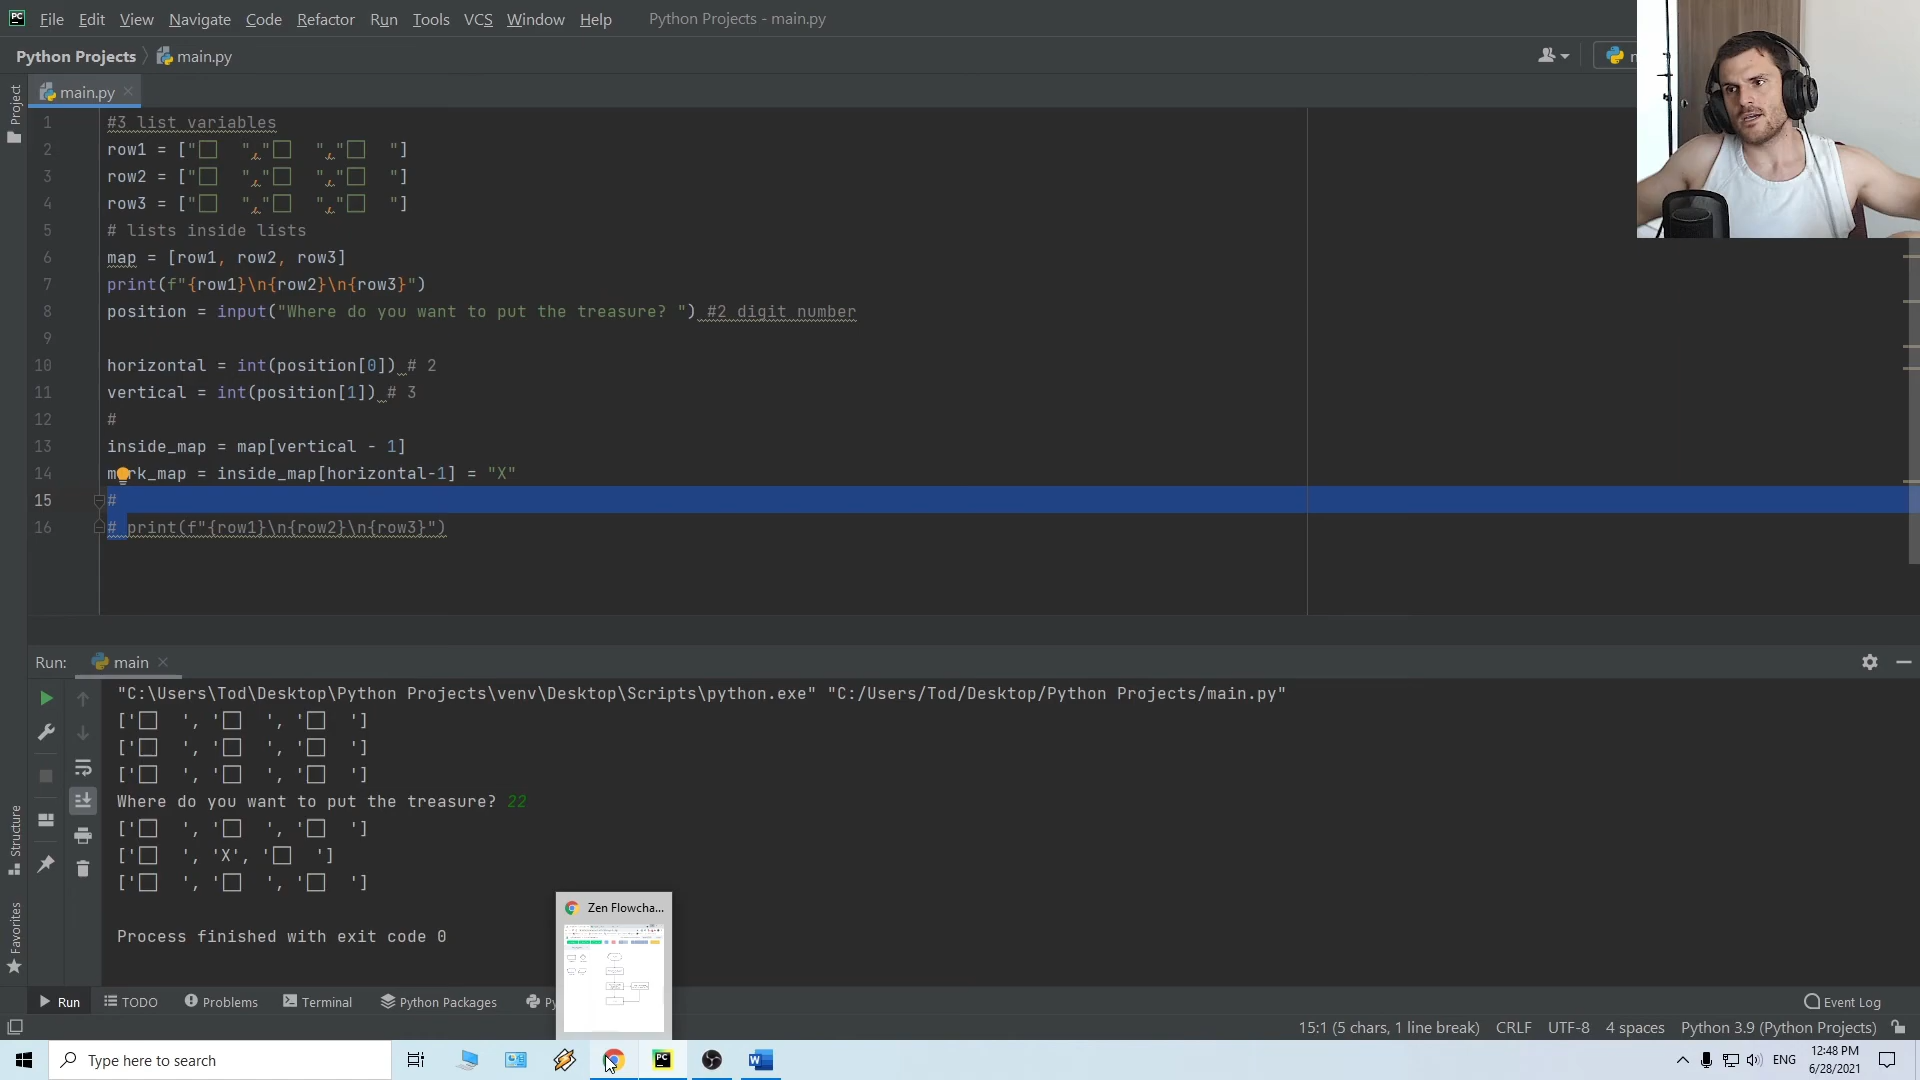 File Edit View Navigate Code Refactor Run Tools VCS Window Help Python Projects - main.py
Python Projects main.py
main.py
Project
1 #3 list variables
2 row1 = ["⬜ ","⬜ ","⬜ "]
3 row2 = ["⬜ ","⬜ ","⬜ "]
4 row3 = ["⬜ ","⬜ ","⬜ "]
5 # lists inside lists
6 map = [row1, row2, row3]
7 print(f"{row1}\n{row2}\n{row3}")
8 position = input("Where do you want to put the treasure? ") #2 digit number
9
10 horizontal = int(position[0]) # 2
11 vertical = int(position[1]) # 3
12 #
13 inside_map = map[vertical - 1]
14 mark_map = inside_map[horizontal-1] = "X"
15 #
16 # print(f"{row1}\n{row2}\n{row3}")
Run: main
"C:\Users\Tod\Desktop\Python Projects\venv\Desktop\Scripts\python.exe" "C:/Users/Tod/Desktop/Python Projects/main.py"
['⬜ ', '⬜ ', '⬜ ']
['⬜ ', '⬜ ', '⬜ ']
['⬜ ', '⬜ ', '⬜ ']
Where do you want to put the treasure? 22
['⬜ ', '⬜ ', '⬜ ']
['⬜ ', 'X', '⬜ ']
['⬜ ', '⬜ ', '⬜ ']
Process finished with exit code 0
Structure
Favorites
Zen Flowcha...
Run TODO Problems Terminal Python Packages Py Event Log
15:1 (5 chars, 1 line break) CRLF UTF-8 4 spaces Python 3.9 (Python Projects)
Type here to search
ENG
12:48 PM
6/28/2021